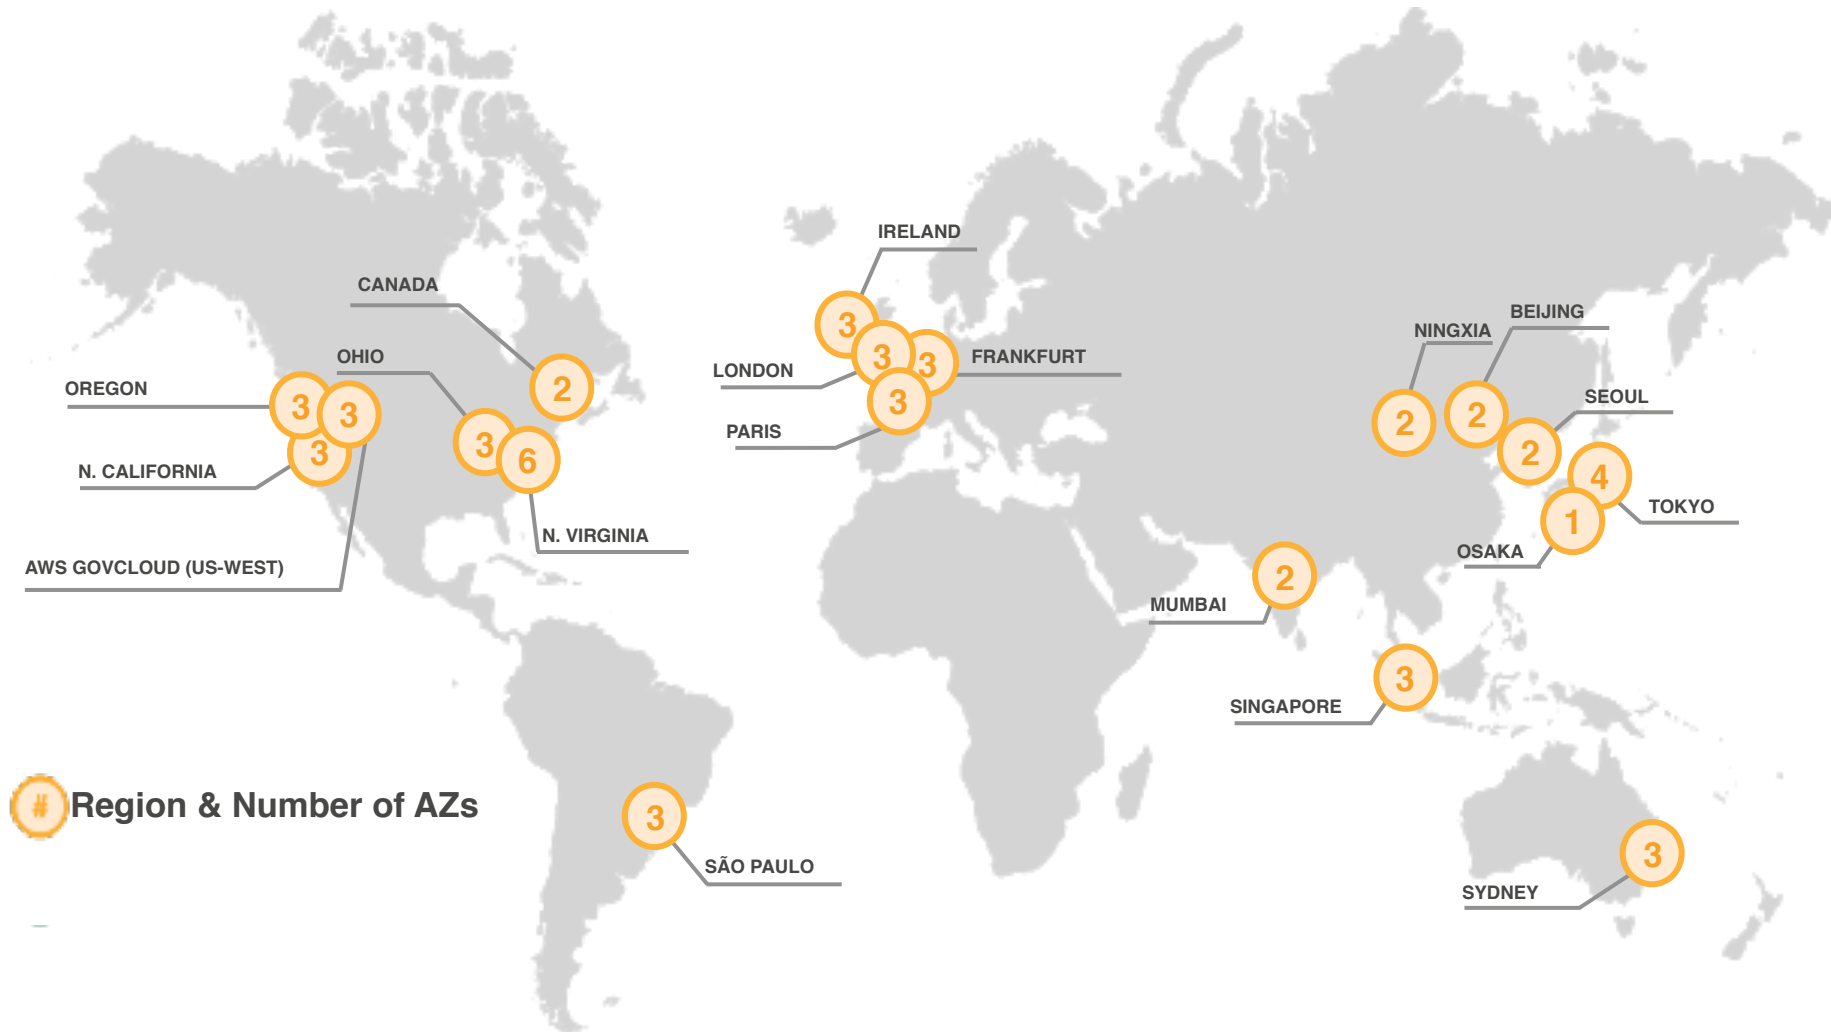 IRELAND
CANADA
BEIJING
NINGXIA
3
OHIO
3
3
FRANKFURT
LONDON
OREGON
2
SEOUL
3
3
3
2
2
PARIS
3
3
6
2
N. CALIFORNIA
4
TOKYO
1
N. VIRGINIA
OSAKA
AWS GOVCLOUD (US-WEST)
2
MUMBAI
3
SINGAPORE
# Region & Number of AZs
3
SÃO PAULO
3
SYDNEY